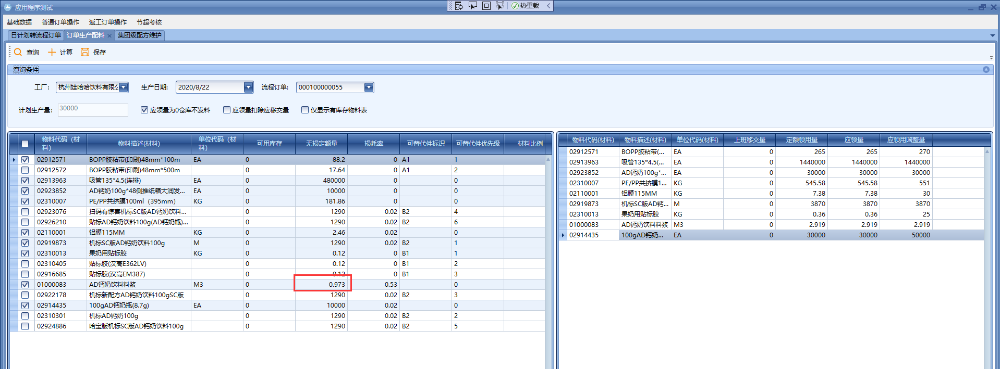 应用程序测试
热重载
基础数据 普通订单操作 返工订单操作 节超考核
日计划转流程订单 订单生产配料 集团级配方维护
查询 计算 保存
查询条件
工厂: 杭州娃哈哈饮料有限公 生产日期: 2020/8/22 流程订单: 000100000055
计划生产量: 30000 应领量为0仓库不发料 应领量扣除应移交量 仅显示有库存物料表
物料代码（材料） 物料描述(材料) 单位代码（材料） 可用库存 无损定额量 损耗率 可替代件标识 可替代件优先级 材料比例
02912571 BOPP胶粘带(印刷)48mm*100m EA 0 88.2 0 A1 1
02912572 BOPP胶粘带(印刷)48mm*500m 0 17.64 0 A1 2
02913963 吸管135*4.5(连排) EA 0 480000 0 0
02923852 AD钙奶100g*48侧推纸箱大润发... EA 0 10000 0 0
02310007 PE/PP共挤膜100ml（395mm） KG 0 181.86 0 0
02923076 扫码有惊喜机标SC版AD钙奶饮料... 0 1290 0.02 B2 4
02926210 贴标AD钙奶饮料100g(AD钙奶瓶)... 0 1290 0.02 B2 6
02110001 铝膜115MM KG 0 2.46 0.02 0
02919873 机标SC版AD钙奶饮料100g M 0 1290 0.02 B2 1
02310013 果奶用贴标胶 KG 0 0.12 0 B1 1
02310405 贴标胶(汉高E362LV) 0 0.12 0 B1 2
02916685 贴标胶(汉高EM387) 0 0.12 0 B1 3
01000083 AD钙奶饮料料浆 M3 0 0.973 0.53 0
02922178 机标新配方AD钙奶饮料100gSC版 0 1290 0.02 B2 3
02914435 100gAD钙奶瓶(8.7g) EA 0 10000 0.02 0
02310301 机标AD钙奶100g 0 1290 0.02 B2 2
02924886 哈宝版机标SC版AD钙奶饮料100g 0 1290 0.02 B2 5
物料代码(材料) 物料描述(材料) 单位代码(材料) 上班移交量 定额领用量 应领量 应领用圆整量
02912571 BOPP胶粘带(... EA 0 265 265 270
02913963 吸管135*4.5(... EA 0 1440000 1440000 1440000
02923852 AD钙奶100g*... EA 0 30000 30000 30000
02310007 PE/PP共挤膜1... KG 0 545.58 545.58 551
02110001 铝膜115MM KG 0 7.38 7.38 30
02919873 机标SC版AD钙... M 0 3870 3870 3870
02310013 果奶用贴标胶 KG 0 0.36 0.36 25
01000083 AD钙奶饮料料浆 M3 0 2.919 2.919 2.919
02914435 100gAD钙奶... EA 0 30000 30000 50000